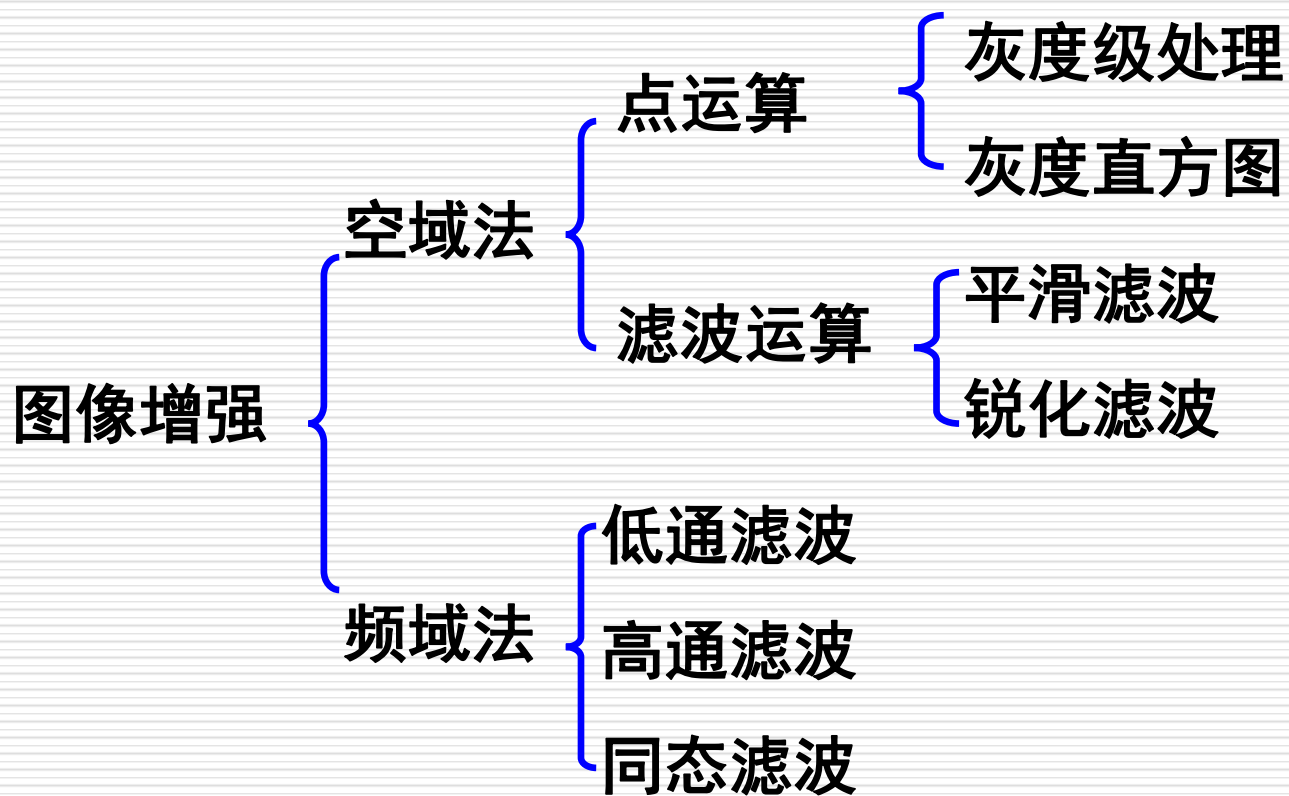 灰度级处理
点运算
灰度直方图
空域法
平滑滤波
滤波运算
锐化滤波
图像增强
低通滤波
频域法
高通滤波
同态滤波